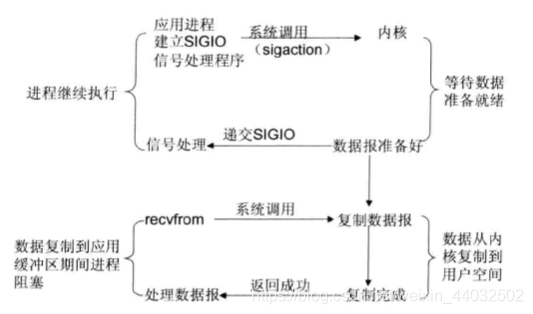 应用进程
建立SIGIO
信号处理程序
系统调用
（sigaction）
内核
进程继续执行
等待数据
准备就绪
信号处理
递交SIGIO
数据报准备好
recvfrom
系统调用
复制数据报
数据复制到应用
缓冲区期间进程
阻塞
数据从内
核复制到
用户空间
处理数据报
返回成功
复制完成